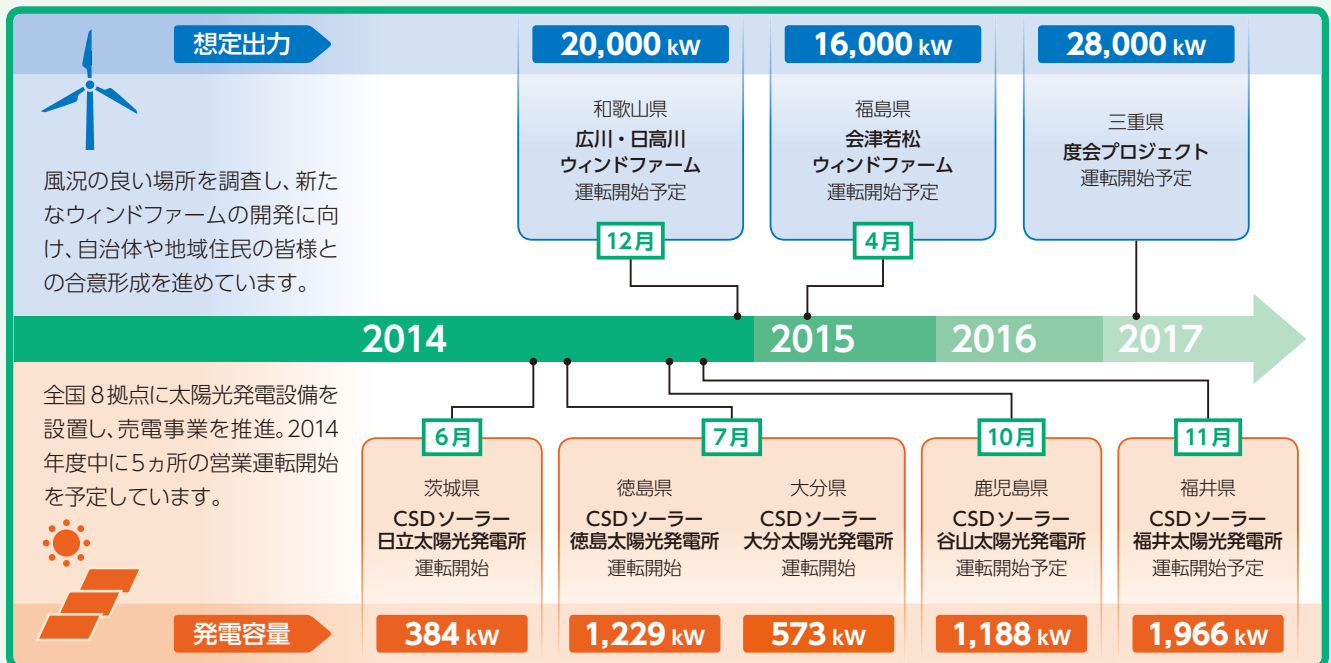 想定出力
20,000 kW
16,000 kW
28,000 kW
風況の良い場所を調査し、新た
なウィンドファームの開発に向
け、自治体や地域住民の皆様と
の合意形成を進めています。
和歌山県
広川・日高川
ウィンドファーム
運転開始予定
12月
福島県
会津若松
ウィンドファーム
運転開始予定
4月
三重県
度会プロジェクト
運転開始予定
2014
2015
2016
2017
全国8拠点に太陽光発電設備を
設置し、売電事業を推進。2014
年度中に5ヵ所の営業運転開始
を予定しています。
6月
茨城県
CSDソーラー
日立太陽光発電所
運転開始
7月
徳島県
CSDソーラー
徳島太陽光発電所
運転開始
大分県
CSDソーラー
大分太陽光発電所
運転開始
10月
鹿児島県
CSDソーラー
谷山太陽光発電所
運転開始予定
11月
福井県
CSDソーラー
福井太陽光発電所
運転開始予定
発電容量
384 kW
1,229 kW
573 kW
1,188 kW
1,966 kW